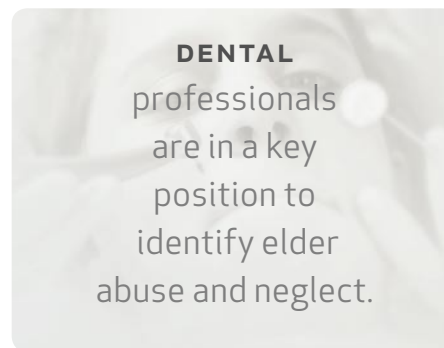 DENTAL
professionals
are in a key
position to
identify elder
abuse and neglect.